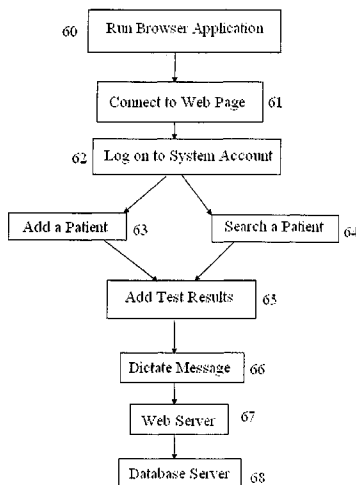 60 Run Browser Application
Connect to Web Page 61
62 Log on to System Account
Add a Patient 63 Search a Patient 64
Add Test Results 65
Dictate Message 66
Web Server 67
Database Server 68